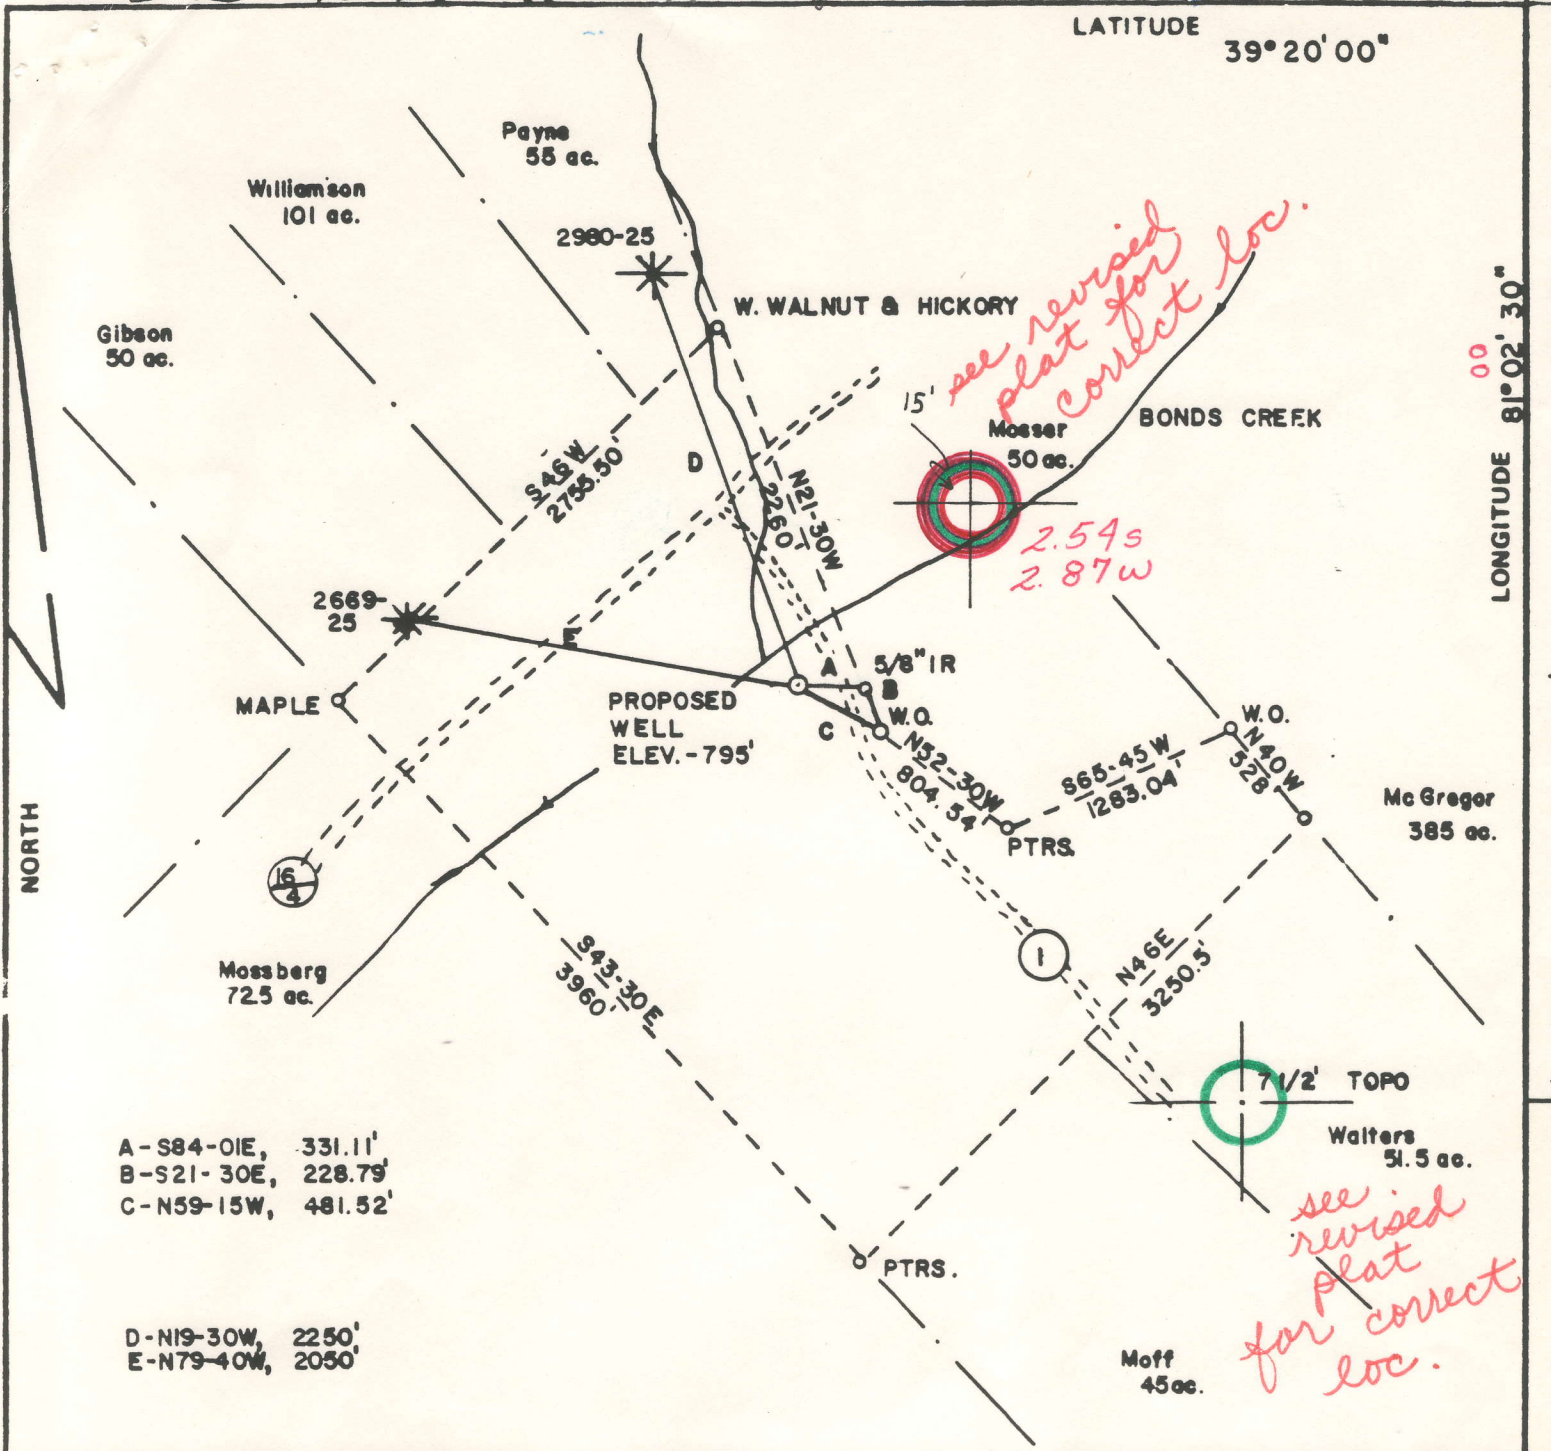 LATITUDE
39° 20' 00"
Payne
55 ac.
Williamson
101 ac.
2980-25
W. WALNUT & HICKORY
see revised
plat for
correct loc.
Gibson
50 ac.
00
LONGITUDE 81° 02' 30"
15'
Mosser
50 ac.
BONDS CREEK
D
S46W
2755.50'
N21-30W
2260'
2.54s
2.87w
2669-
25
E
A
5/8" IR
B
MAPLE
PROPOSED
WELL
ELEV.-795'
C
W.O.
W.O.
N52-30W
804.54
S65-45W
1283.04'
N40W
528'
PTRS.
McGregor
385 ac.
NORTH
16
4
Mossberg
72.5 ac.
S43-30E
3960'
1
N46E
3250.5'
7 1/2' TOPO
Walters
51.5 ac.
A-S84-01E, 331.11'
B-S21-30E, 228.79'
C-N59-15W, 481.52'
see
revised
plat
for correct
loc.
PTRS.
D-N19-30W, 2250'
E-N79-40W, 2050'
Moff
45 ac.